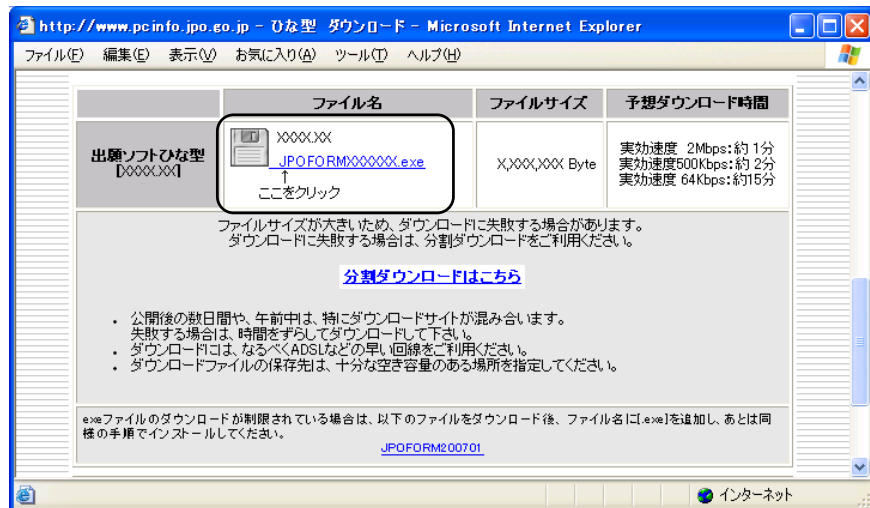 http://www.pcinfo.jpo.go.jp - ひな型 ダウンロード - Microsoft Internet Explorer
ファイル(F) 編集(E) 表示(V) お気に入り(A) ツール(T) ヘルプ(H)
ファイル名 ファイルサイズ 予想ダウンロード時間
出願ソフトひな型
[XXXX.XX]
XXXX.XX
JPOFORMXXXXXX.exe
↑
ここをクリック
X,XXX,XXX Byte
実効速度 2Mbps:約 1分
実効速度500Kbps:約 2分
実効速度 64Kbps:約15分
ファイルサイズが大きいため、ダウンロードに失敗する場合があります。
ダウンロードに失敗する場合は、分割ダウンロードをご利用ください。
分割ダウンロードはこちら
・ 公開後の数日間や、午前中は、特にダウンロードサイトが混み合います。
失敗する場合は、時間をずらしてダウンロードして下さい。
・ ダウンロードには、なるべくADSLなどの早い回線をご利用ください。
・ ダウンロードファイルの保存先は、十分な空き容量のある場所を指定してください。
exeファイルのダウンロードが制限されている場合は、以下のファイルをダウンロード後、ファイル名に[.exe]を追加し、あとは同
様の手順でインストールしてください。
JPOFORM200701
インターネット